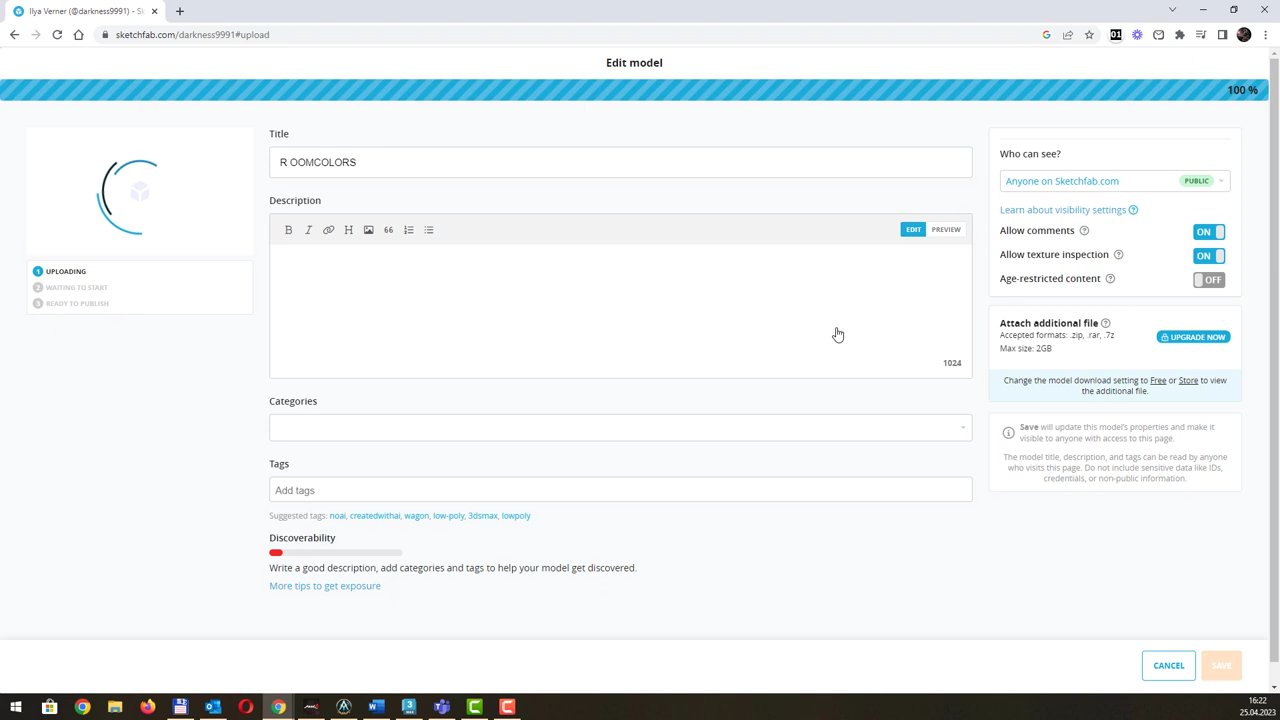 Ilya Verner (@darkness9991) - Sk
sketchfab.com/darkness9991#upload
Edit model
100 %
1 UPLOADING
2 WAITING TO START
3 READY TO PUBLISH
Title
R OOMCOLORS
Description
B I H 66
EDIT PREVIEW
1024
Categories
Tags
Add tags
Suggested tags: noai, createdwithai, wagon, low-poly, 3dsmax, lowpoly
Discoverability
Write a good description, add categories and tags to help your model get discovered.
More tips to get exposure
Who can see?
Anyone on Sketchfab.com PUBLIC
Learn about visibility settings
Allow comments ON
Allow texture inspection ON
Age-restricted content OFF
Attach additional file
Accepted formats: .zip, .rar, .7z
Max size: 2GB
UPGRADE NOW
Change the model download setting to Free or Store to view
the additional file.
Save will update this model's properties and make it
visible to anyone with access to this page.
The model title, description, and tags can be read by anyone
who visits this page. Do not include sensitive data like IDs,
credentials, or non-public information.
CANCEL SAVE
16:22
25.04.2023